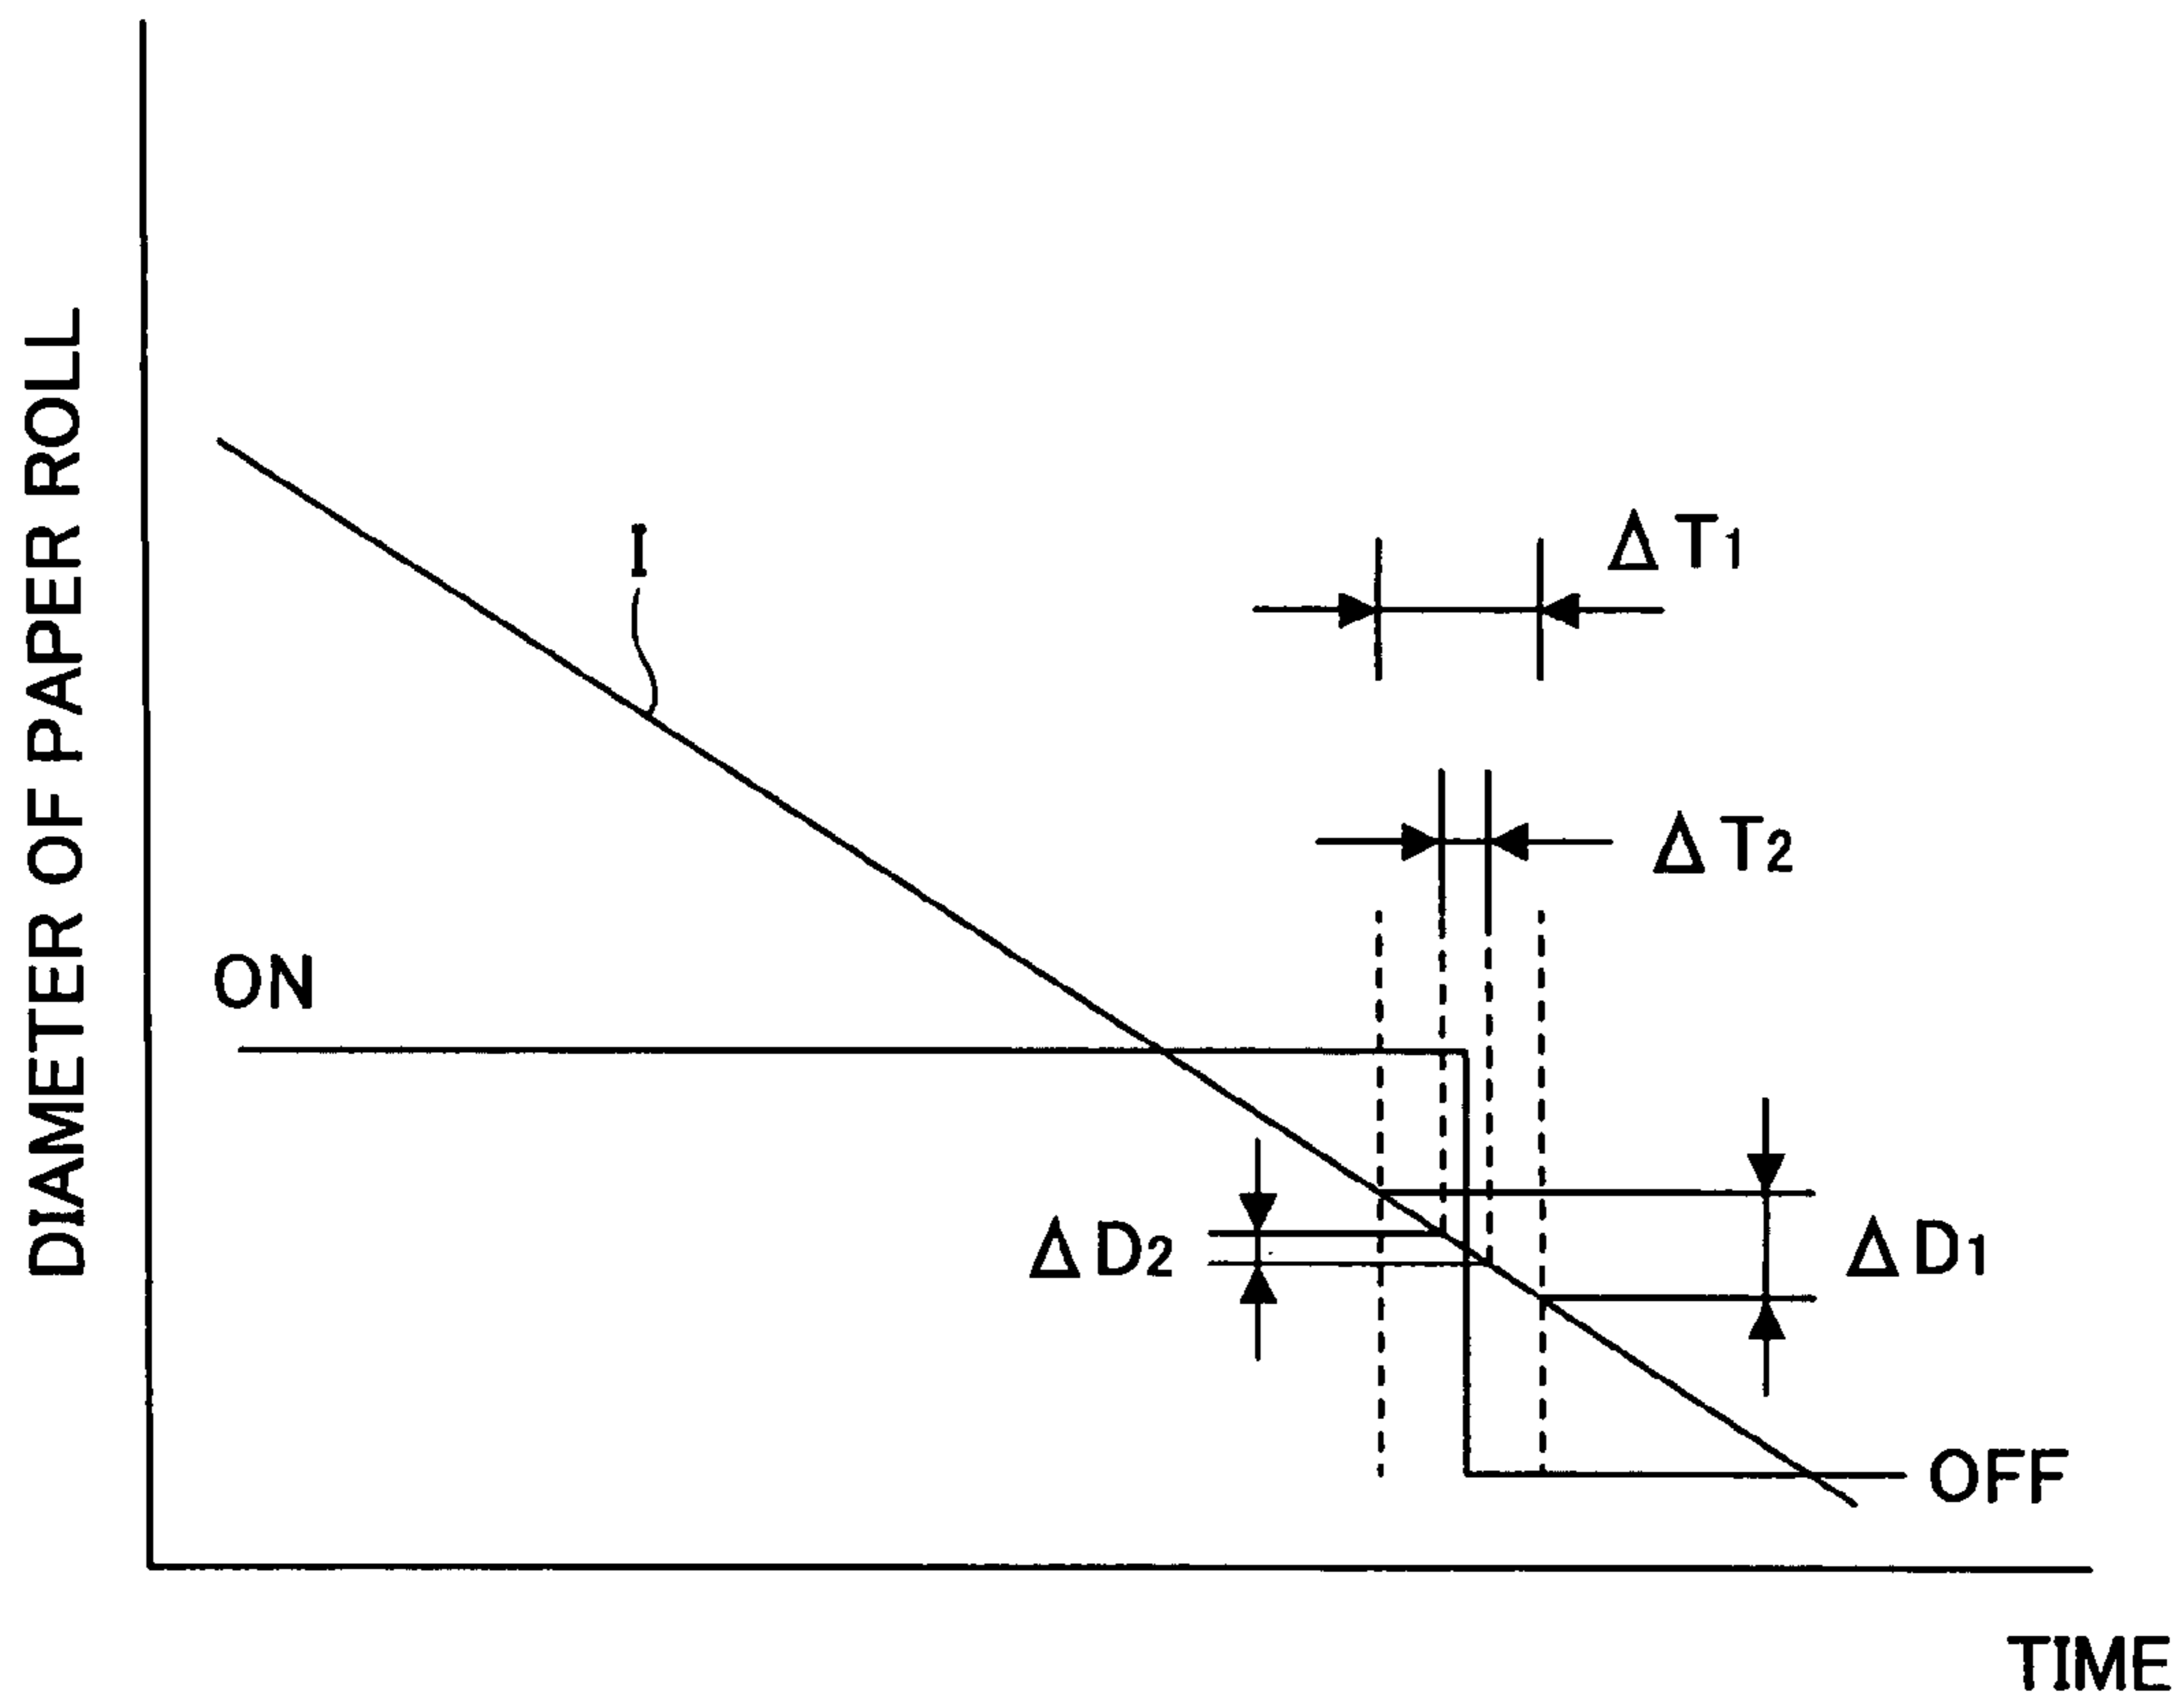 DIAMETER OF PAPER ROLL
I
ΔT1
ΔT2
ON
ΔD2
ΔD1
OFF
TIME